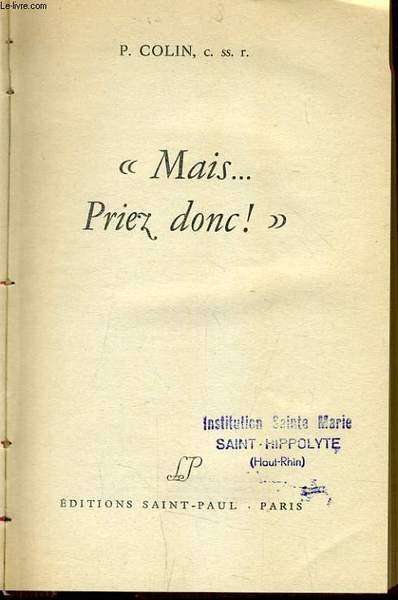 Le-livre.com
P. COLIN, c. ss. r.
« Mais...
Priez donc! »
Institution Sainte Marie
SAINT-HIPPOLYTE
(Haut-Rhin)
SP
ÉDITIONS SAINT-PAUL · PARIS